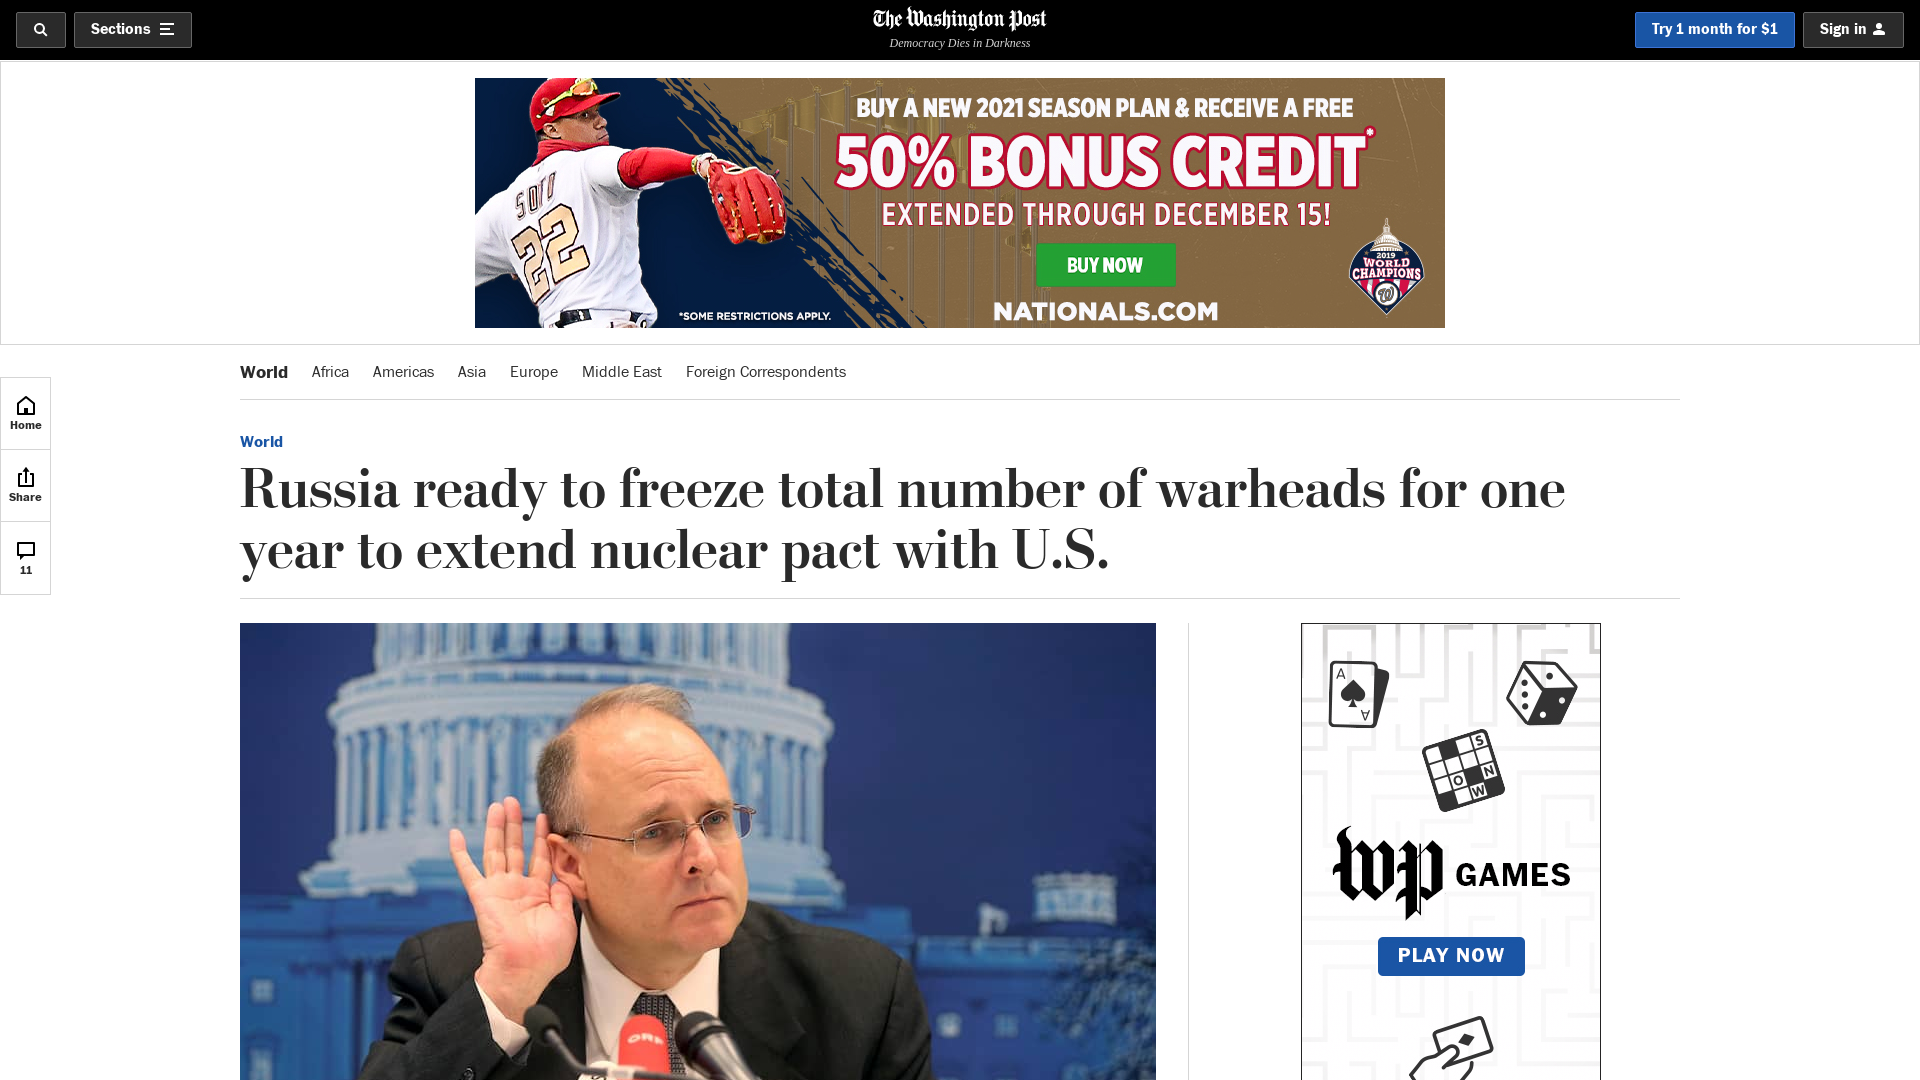 Sections
The Washington Post
Democracy Dies in Darkness
Try 1 month for $1
Sign in
BUY A NEW 2021 SEASON PLAN & RECEIVE A FREE
50% BONUS CREDIT*
EXTENDED THROUGH DECEMBER 15!
BUY NOW
NATIONALS.COM
*SOME RESTRICTIONS APPLY.
SOTO
22
2019
WORLD
CHAMPIONS
W
World Africa Americas Asia Europe Middle East Foreign Correspondents
Home
Share
11
World
Russia ready to freeze total number of warheads for one
year to extend nuclear pact with U.S.
ORF
A
A
S
O N
W
wp GAMES
PLAY NOW